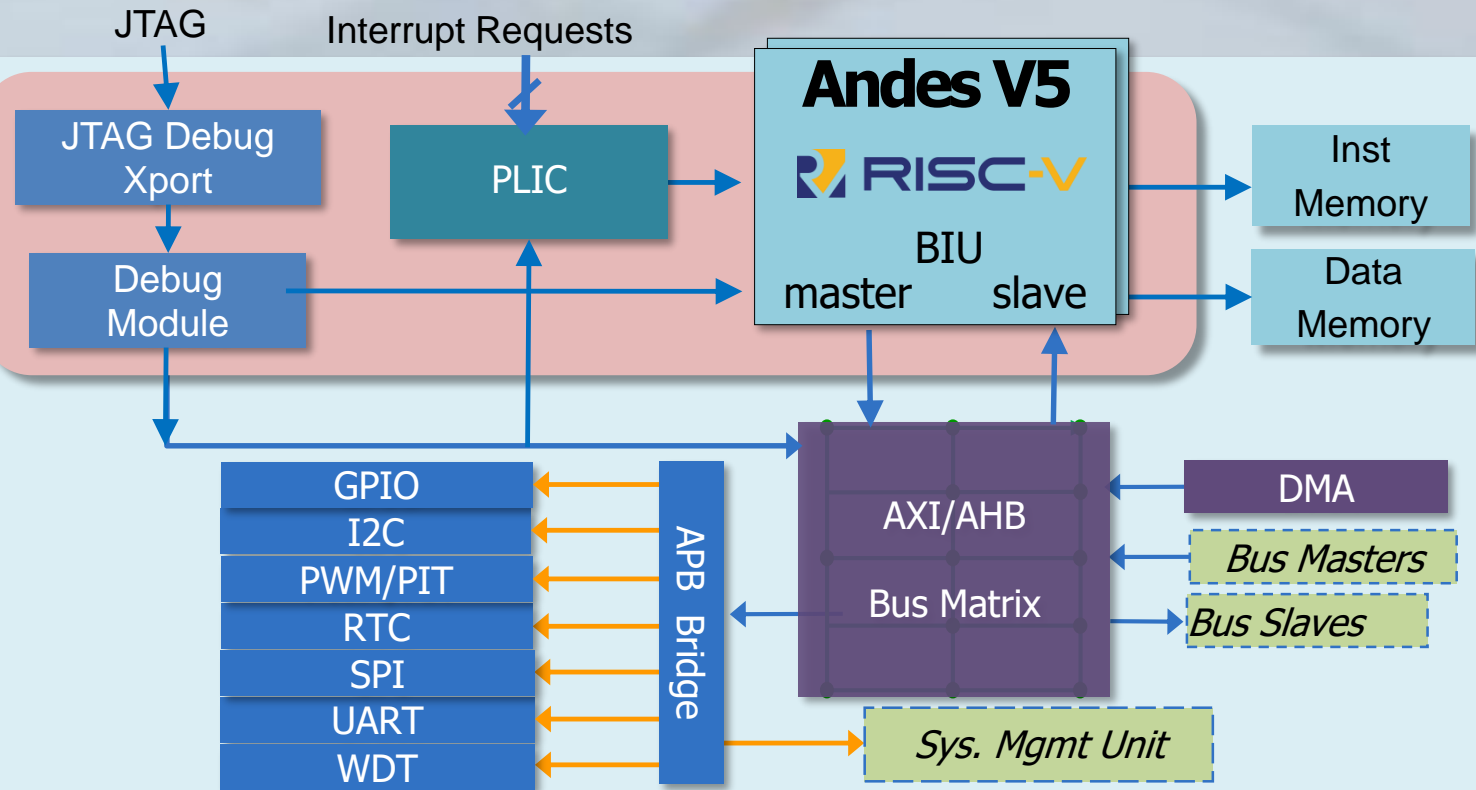 JTAG
Interrupt Requests
Andes V5
RISC-V
BIU
master slave
JTAG Debug
Xport
PLIC
Inst
Memory
Debug
Module
Data
Memory
GPIO
I2C
PWM/PIT
RTC
SPI
UART
WDT
APB Bridge
AXI/AHB
Bus Matrix
DMA
Bus Masters
Bus Slaves
Sys. Mgmt Unit